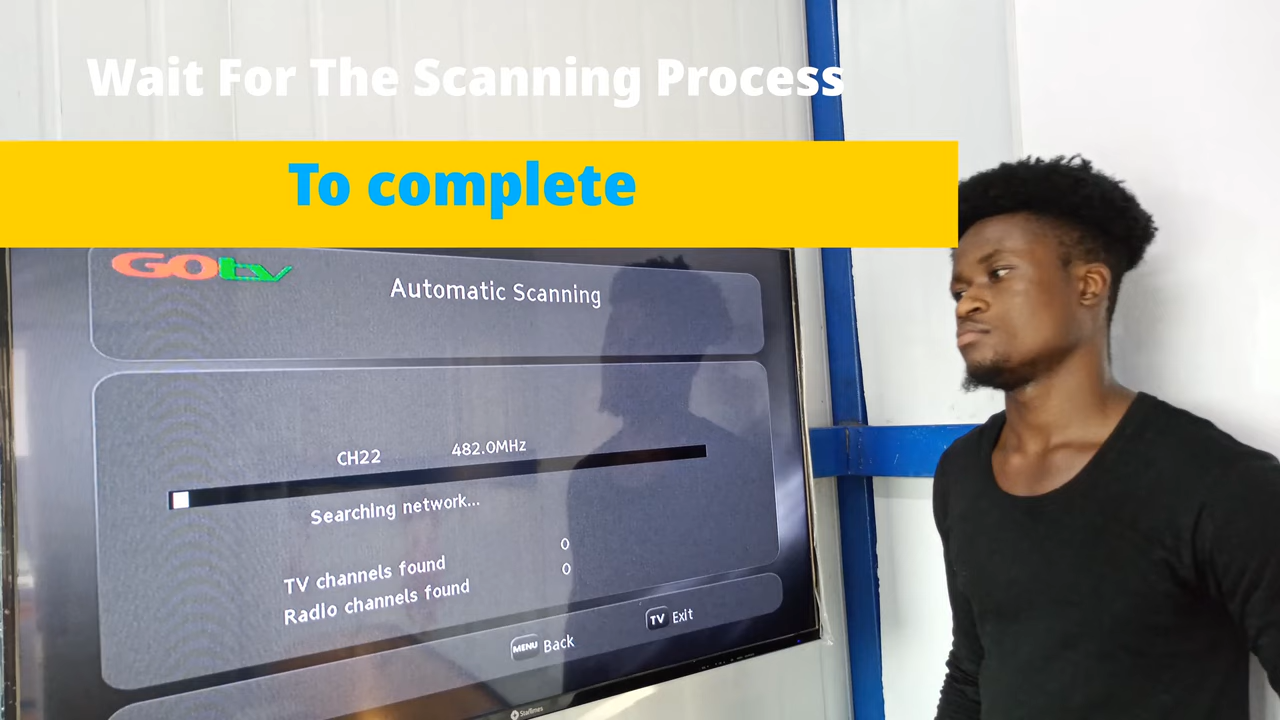 Wait For The Scanning Process
To complete
GOtv
Automatic Scanning
CH22 482.0MHz
Searching network...
TV channels found 0
Radio channels found 0
MENU Back
TV Exit
StarTimes